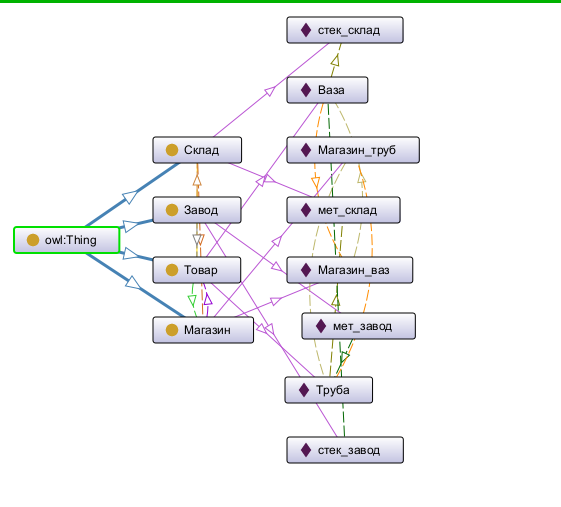 стек_склад
Ваза
Склад
Магазин_труб
Завод
мет_склад
owl:Thing
Товар
Магазин_ваз
Магазин
мет_завод
Труба
стек_завод